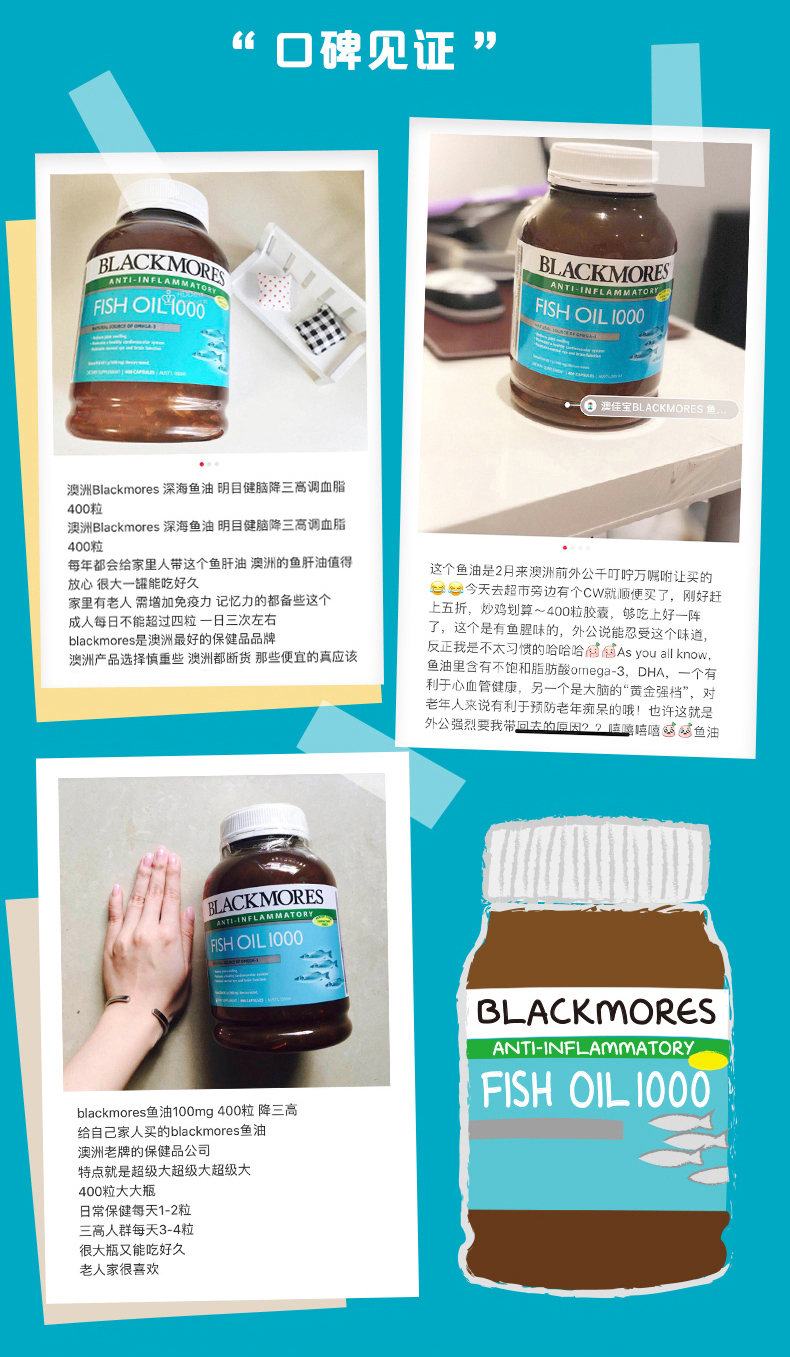 “ 口碑见证 ”
BLACKMORES
ANTI-INFLAMMATORY
FISH OIL 1000
NATURAL SOURCE OF OMEGA-3
澳洲Blackmores 深海鱼油 明目健脑降三高调血脂
400粒
澳洲Blackmores 深海鱼油 明目健脑降三高调血脂
400粒
每年都会给家里人带这个鱼肝油 澳洲的鱼肝油值得
放心 很大一罐能吃好久
家里有老人 需增加免疫力 记忆力的都备些这个
成人每日不能超过四粒 一日三次左右
blackmores是澳洲最好的保健品品牌
澳洲产品选择慎重些 澳洲都断货 那些便宜的真应该
BLACKMORES
ANTI-INFLAMMATORY
FISH OIL 1000
澳佳宝BLACKMORES 鱼...
这个鱼油是2月来澳洲前外公千叮咛万嘱咐让买的
😂😂今天去超市旁边有个CW就顺便买了，刚好赶
上五折，炒鸡划算～400粒胶囊，够吃上好一阵
了，这个是有鱼腥味的，外公说能忍受这个味道，
反正我是不太习惯的哈哈哈As you all know,
鱼油里含有不饱和脂肪酸omega-3，DHA，一个有
利于心血管健康，另一个是大脑的“黄金强档”，对
老年人来说有利于预防老年痴呆的哦！也许这就是
外公强烈要我带回去的原因？？嘻嘻嘻嘻鱼油
BLACKMORES
ANTI-INFLAMMATORY
FISH OIL 1000
blackmores鱼油100mg 400粒 降三高
给自己家人买的blackmores鱼油
澳洲老牌的保健品公司
特点就是超级大超级大超级大
400粒大大瓶
日常保健每天1-2粒
三高人群每天3-4粒
很大瓶又能吃好久
老人家很喜欢
BLACKMORES
ANTI-INFLAMMATORY
FISH OIL 1000